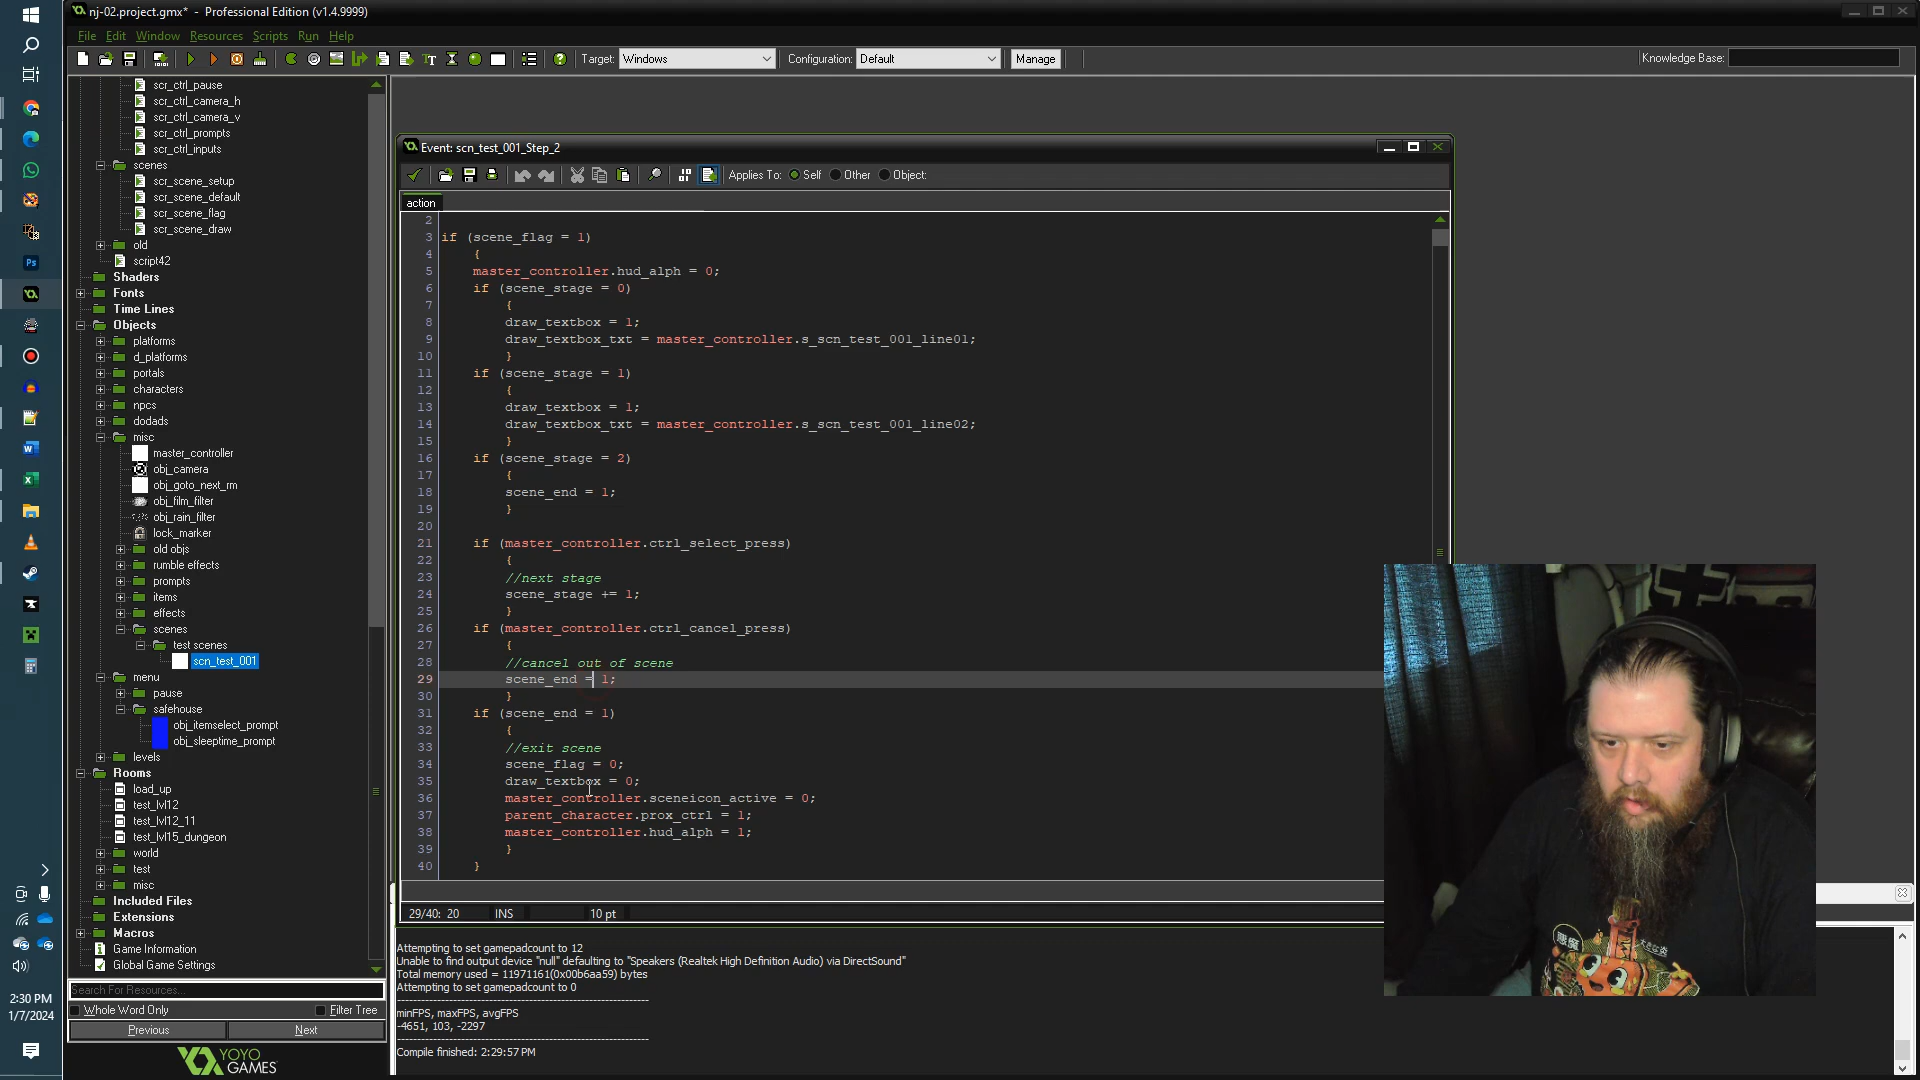 nj-02.project.gmx* - Professional Edition (v1.4.9999)
File Edit Window Resources Scripts Run Help
Target: Windows Configuration: Default Manage Knowledge Base:
scr_ctrl_pause
scr_ctrl_camera_h
scr_ctrl_camera_v
scr_ctrl_prompts
scr_ctrl_inputs
scenes
scr_scene_setup
scr_scene_default
scr_scene_flag
scr_scene_draw
old
script42
Shaders
Fonts
Time Lines
Objects
platforms
d_platforms
portals
characters
npcs
dodads
misc
master_controller
obj_camera
obj_goto_next_rm
obj_film_filter
obj_rain_filter
lock_marker
old objs
rumble effects
prompts
items
effects
scenes
test scenes
scn_test_001
menu
pause
safehouse
obj_itemselect_prompt
obj_sleeptime_prompt
levels
Rooms
load_up
test_lvl12
test_lvl12_11
test_lvl15_dungeon
world
test
misc
Included Files
Extensions
Macros
Game Information
Global Game Settings
Search For Resources...
Whole Word Only Filter Tree
Previous Next
YOYO
GAMES
Event: scn_test_001_Step_2
Applies To: Self Other Object:
action
2
3 if (scene_flag = 1)
4 {
5 master_controller.hud_alph = 0;
6 if (scene_stage = 0)
7 {
8 draw_textbox = 1;
9 draw_textbox_txt = master_controller.s_scn_test_001_line01;
10 }
11 if (scene_stage = 1)
12 {
13 draw_textbox = 1;
14 draw_textbox_txt = master_controller.s_scn_test_001_line02;
15 }
16 if (scene_stage = 2)
17 {
18 scene_end = 1;
19 }
20
21 if (master_controller.ctrl_select_press)
22 {
23 //next stage
24 scene_stage += 1;
25 }
26 if (master_controller.ctrl_cancel_press)
27 {
28 //cancel out of scene
29 scene_end = 1;
30 }
31 if (scene_end = 1)
32 {
33 //exit scene
34 scene_flag = 0;
35 draw_textbox = 0;
36 master_controller.sceneicon_active = 0;
37 parent_character.prox_ctrl = 1;
38 master_controller.hud_alph = 1;
39 }
40 }
29/40: 20 INS 10 pt
Attempting to set gamepadcount to 12
Unable to find output device "null" defaulting to "Speakers (Realtek High Definition Audio) via DirectSound"
Total memory used = 11971161(0x00b6aa59) bytes
Attempting to set gamepadcount to 0
---------------------------------------------------
minFPS, maxFPS, avgFPS
-4651, 103, -2297
---------------------------------------------------
Compile finished: 2:29:57 PM
2:30 PM
1/7/2024
Ps
悪魔